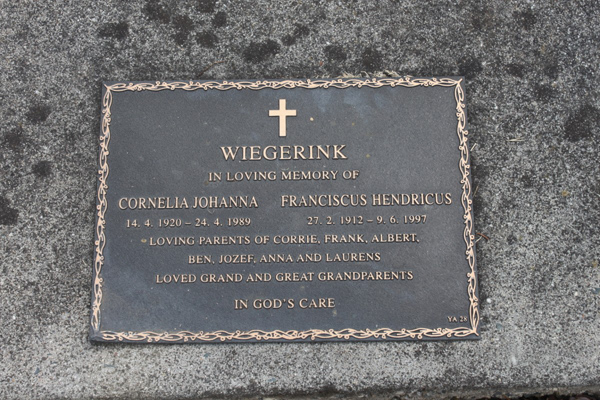 WIEGERINK
IN LOVING MEMORY OF
CORNELIA JOHANNA FRANCISCUS HENDRICUS
14. 4. 1920 – 24. 4. 1989 27. 2. 1912 – 9. 6. 1997
LOVING PARENTS OF CORRIE, FRANK, ALBERT,
BEN, JOZEF, ANNA AND LAURENS
LOVED GRAND AND GREAT GRANDPARENTS
IN GOD'S CARE
YA 28